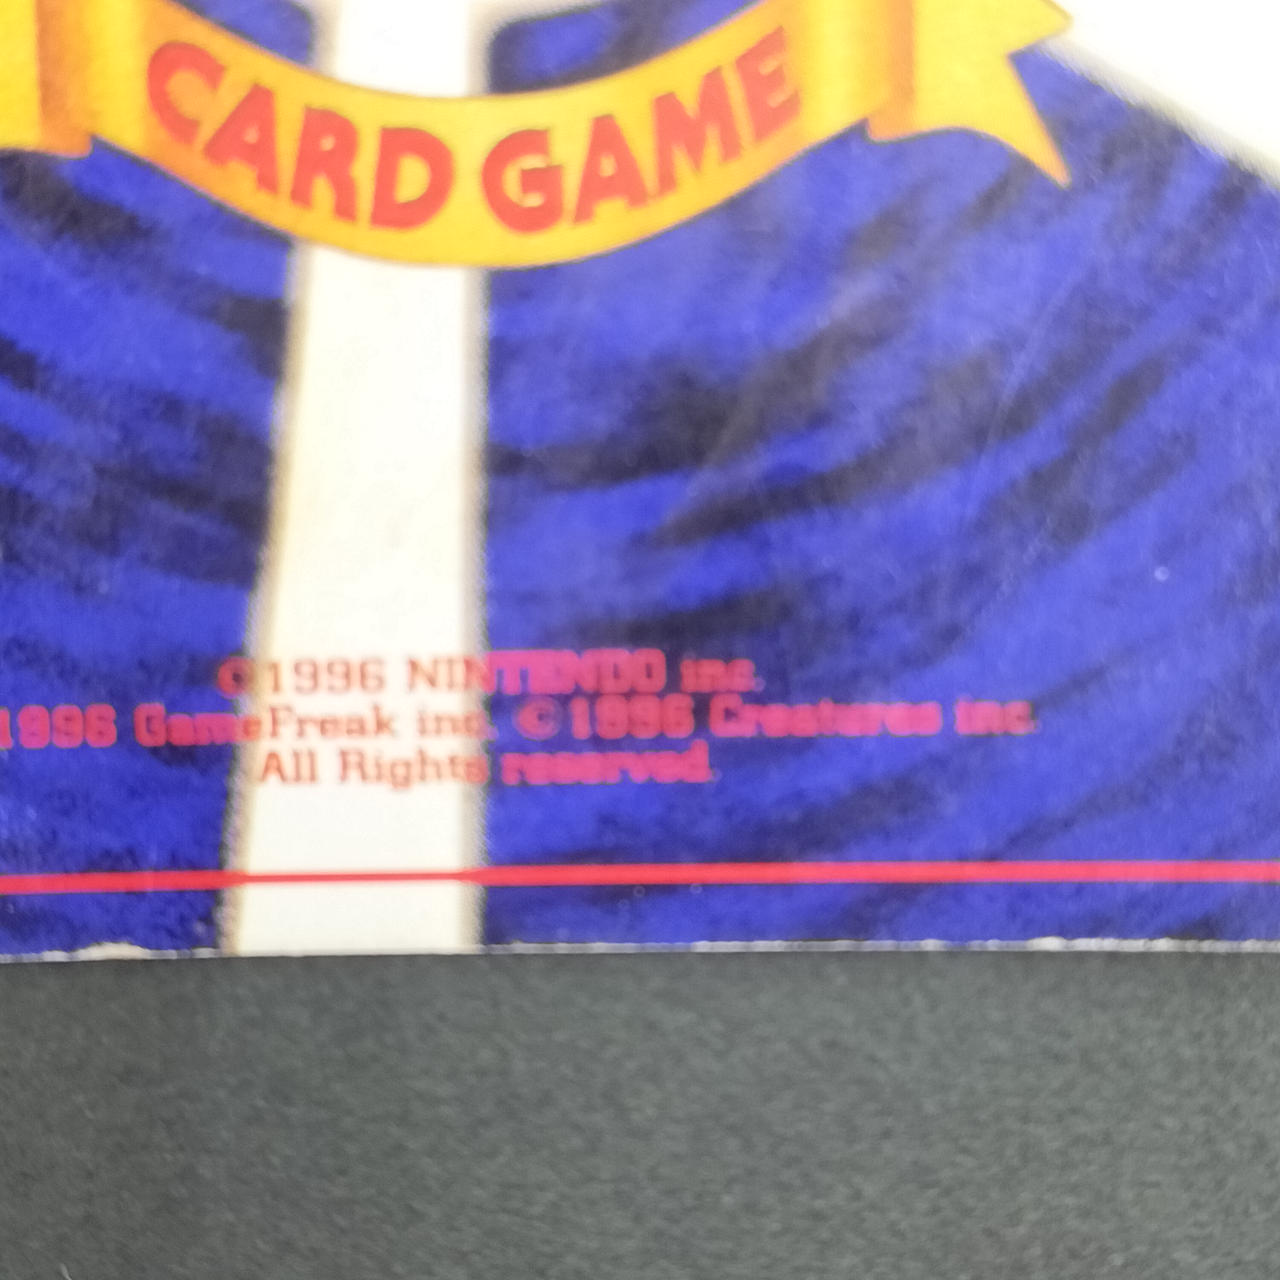 CARD GAME
©1996 NINTENDO inc.
1996 GameFreak inc. ©1996 Creatures inc.
All Rights reserved.